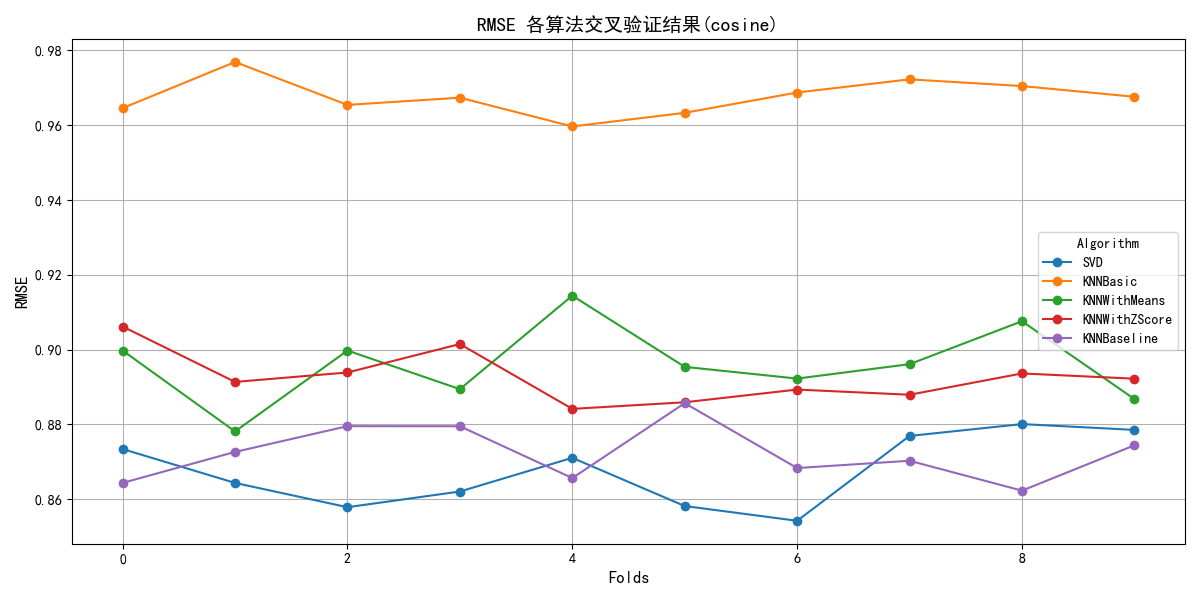 RMSE 各算法交叉验证结果(cosine)
RMSE
0.98
0.96
0.94
0.92
0.90
0.88
0.86
Algorithm
SVD
KNNBasic
KNNWithMeans
KNNWithZScore
KNNBaseline
0 2 4 6 8
Folds